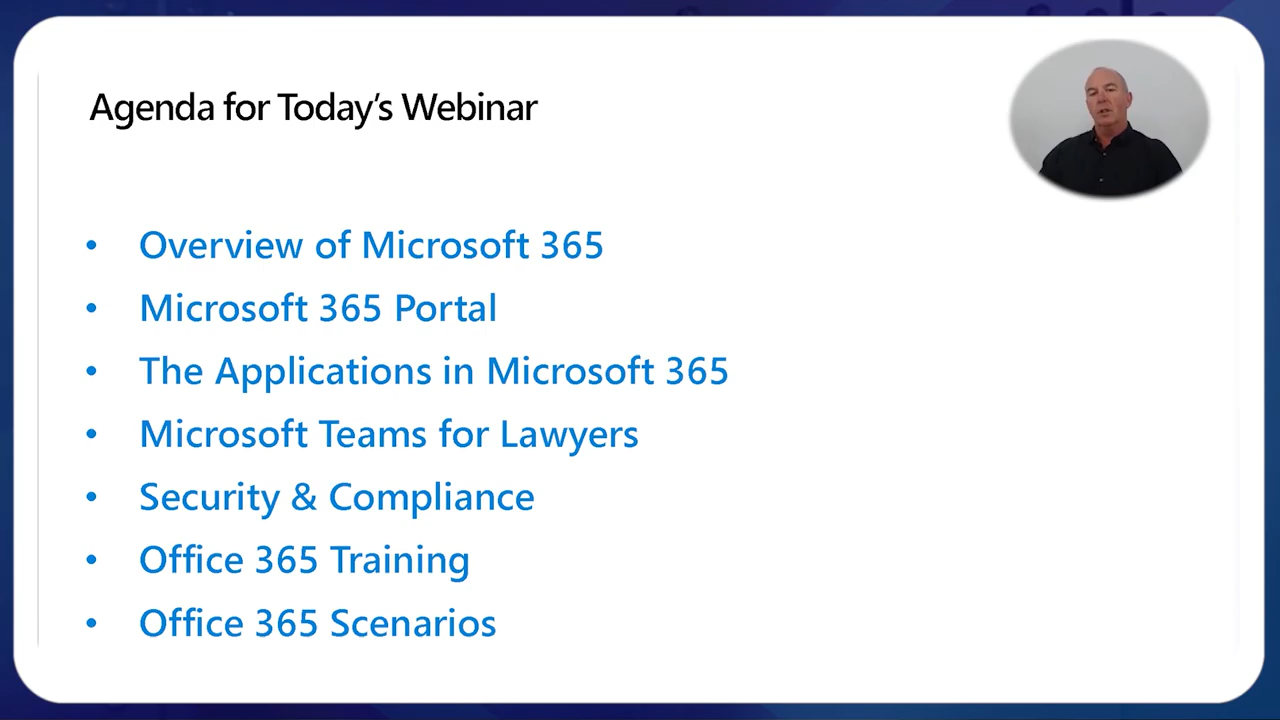 Agenda for Today's Webinar
• Overview of Microsoft 365
• Microsoft 365 Portal
• The Applications in Microsoft 365
• Microsoft Teams for Lawyers
• Security & Compliance
• Office 365 Training
• Office 365 Scenarios